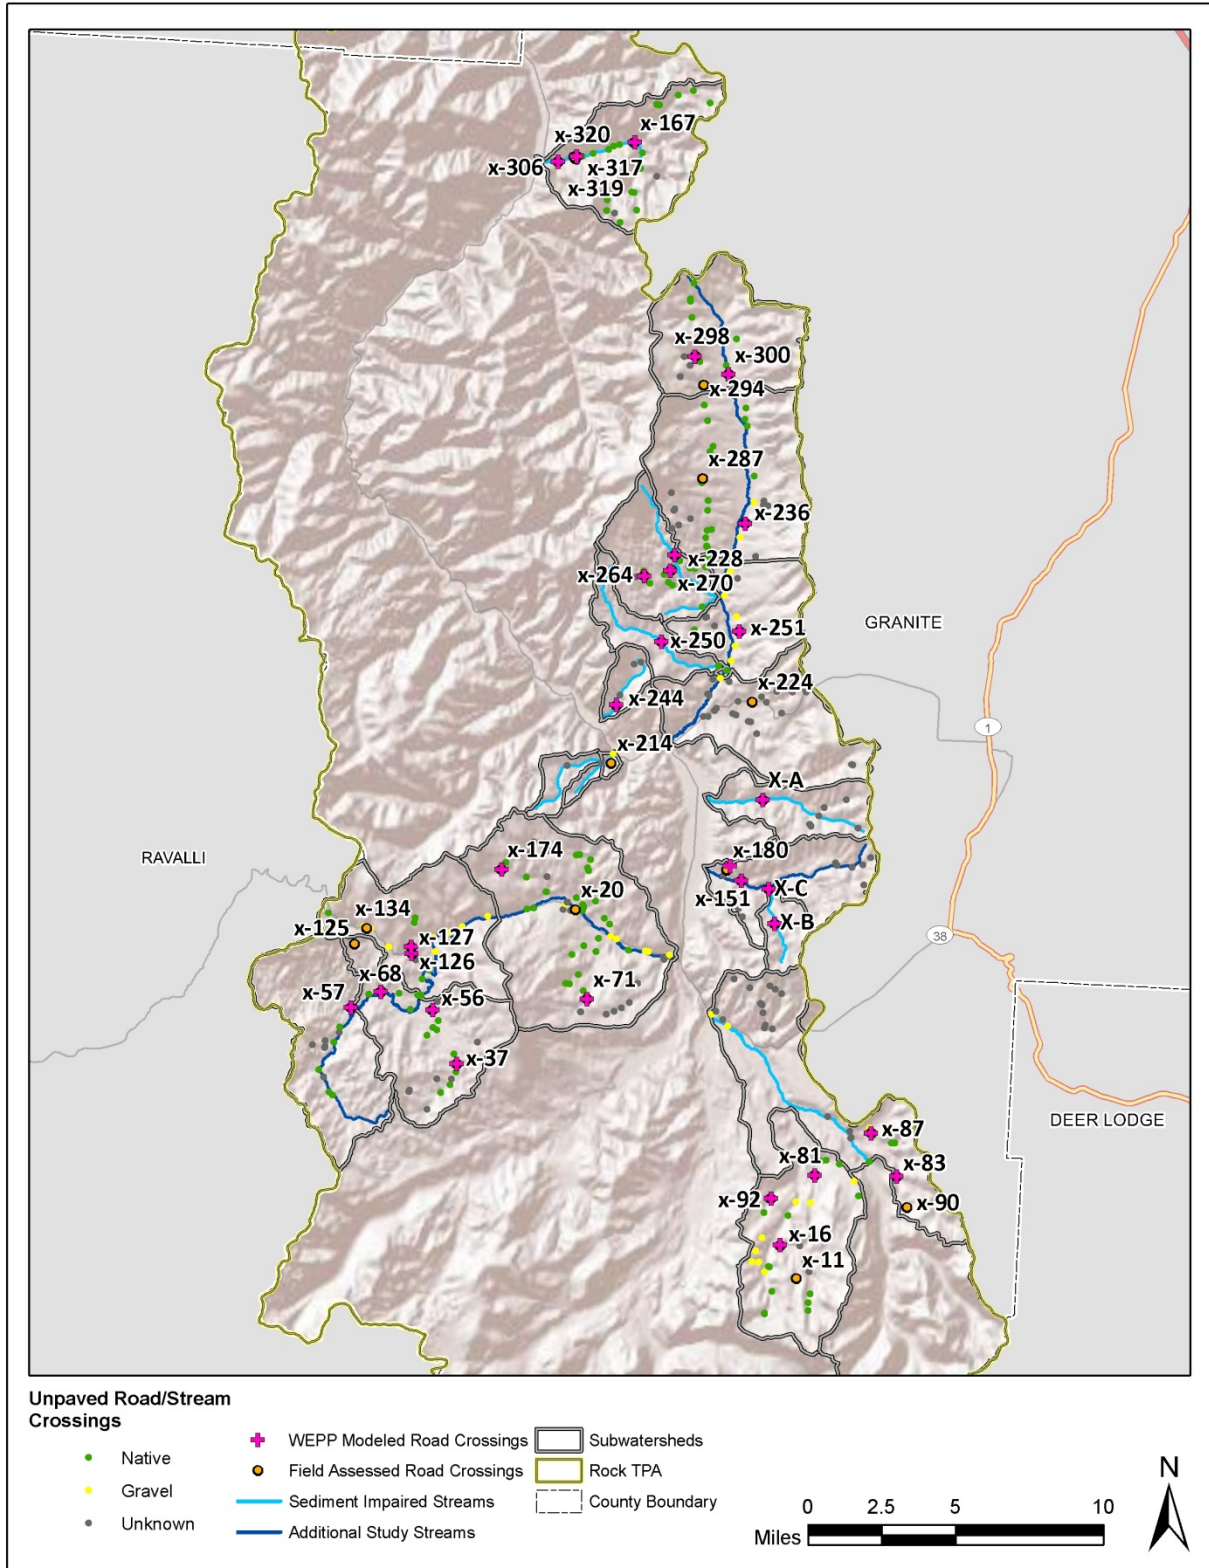 x-320
x-167
x-306
x-317
x-319
x-298
x-300
x-294
x-287
x-236
x-228
x-264
x-270
x-250
x-251
GRANITE
x-224
x-244
1
x-214
X-A
RAVALLI
x-174
x-180
x-20
X-C
x-151
x-134
X-B
x-125
x-127
38
x-126
x-68
x-57
x-56
x-71
x-37
DEER LODGE
x-87
x-81
x-83
x-92
x-90
x-16
x-11
Unpaved Road/Stream
Crossings
Native
Gravel
Unknown
WEPP Modeled Road Crossings
Field Assessed Road Crossings
Sediment Impaired Streams
Additional Study Streams
Subwatersheds
Rock TPA
County Boundary
0 2.5 5 10
Miles
N